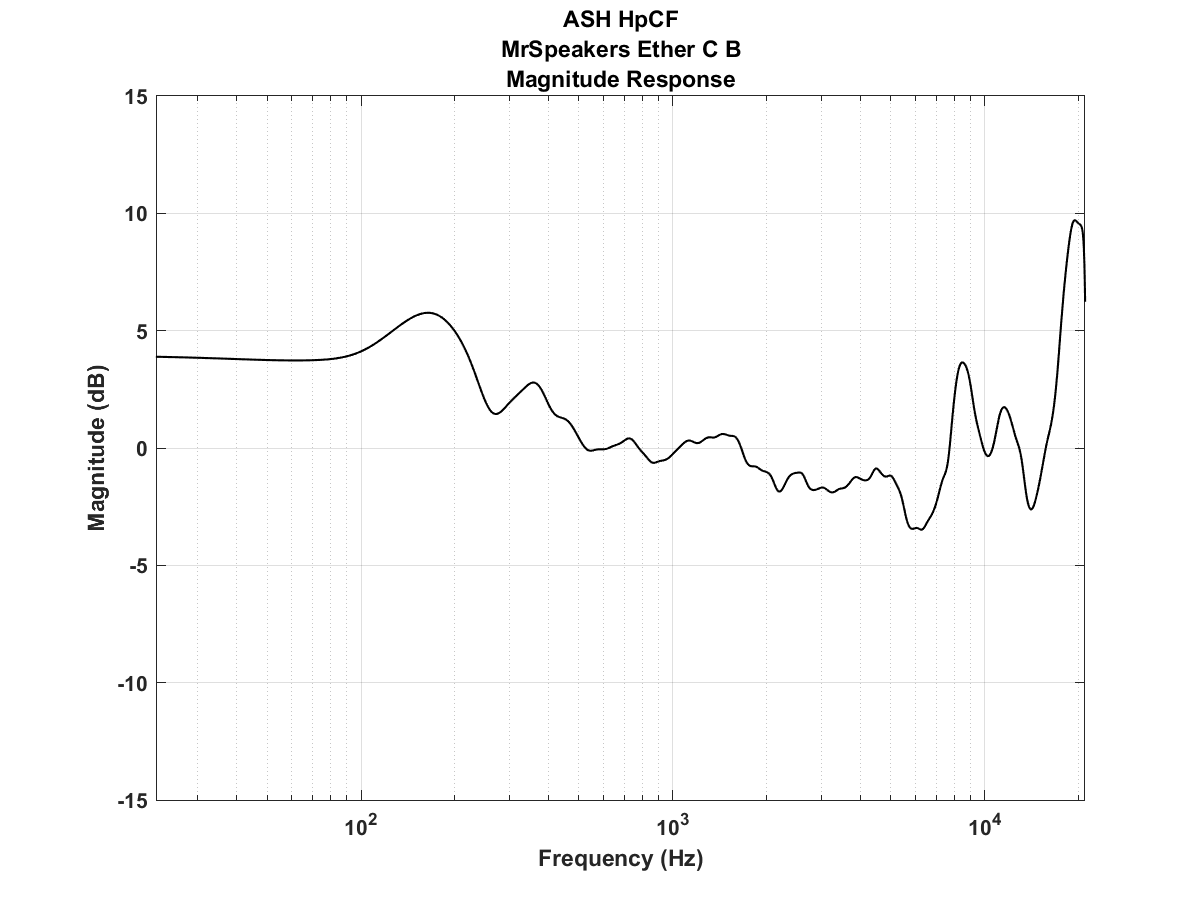 ASH HpCF
MrSpeakers Ether C B
Magnitude Response
15
10
5
0
-5
-10
-15
Magnitude (dB)
10² 10³ 10⁴
Frequency (Hz)